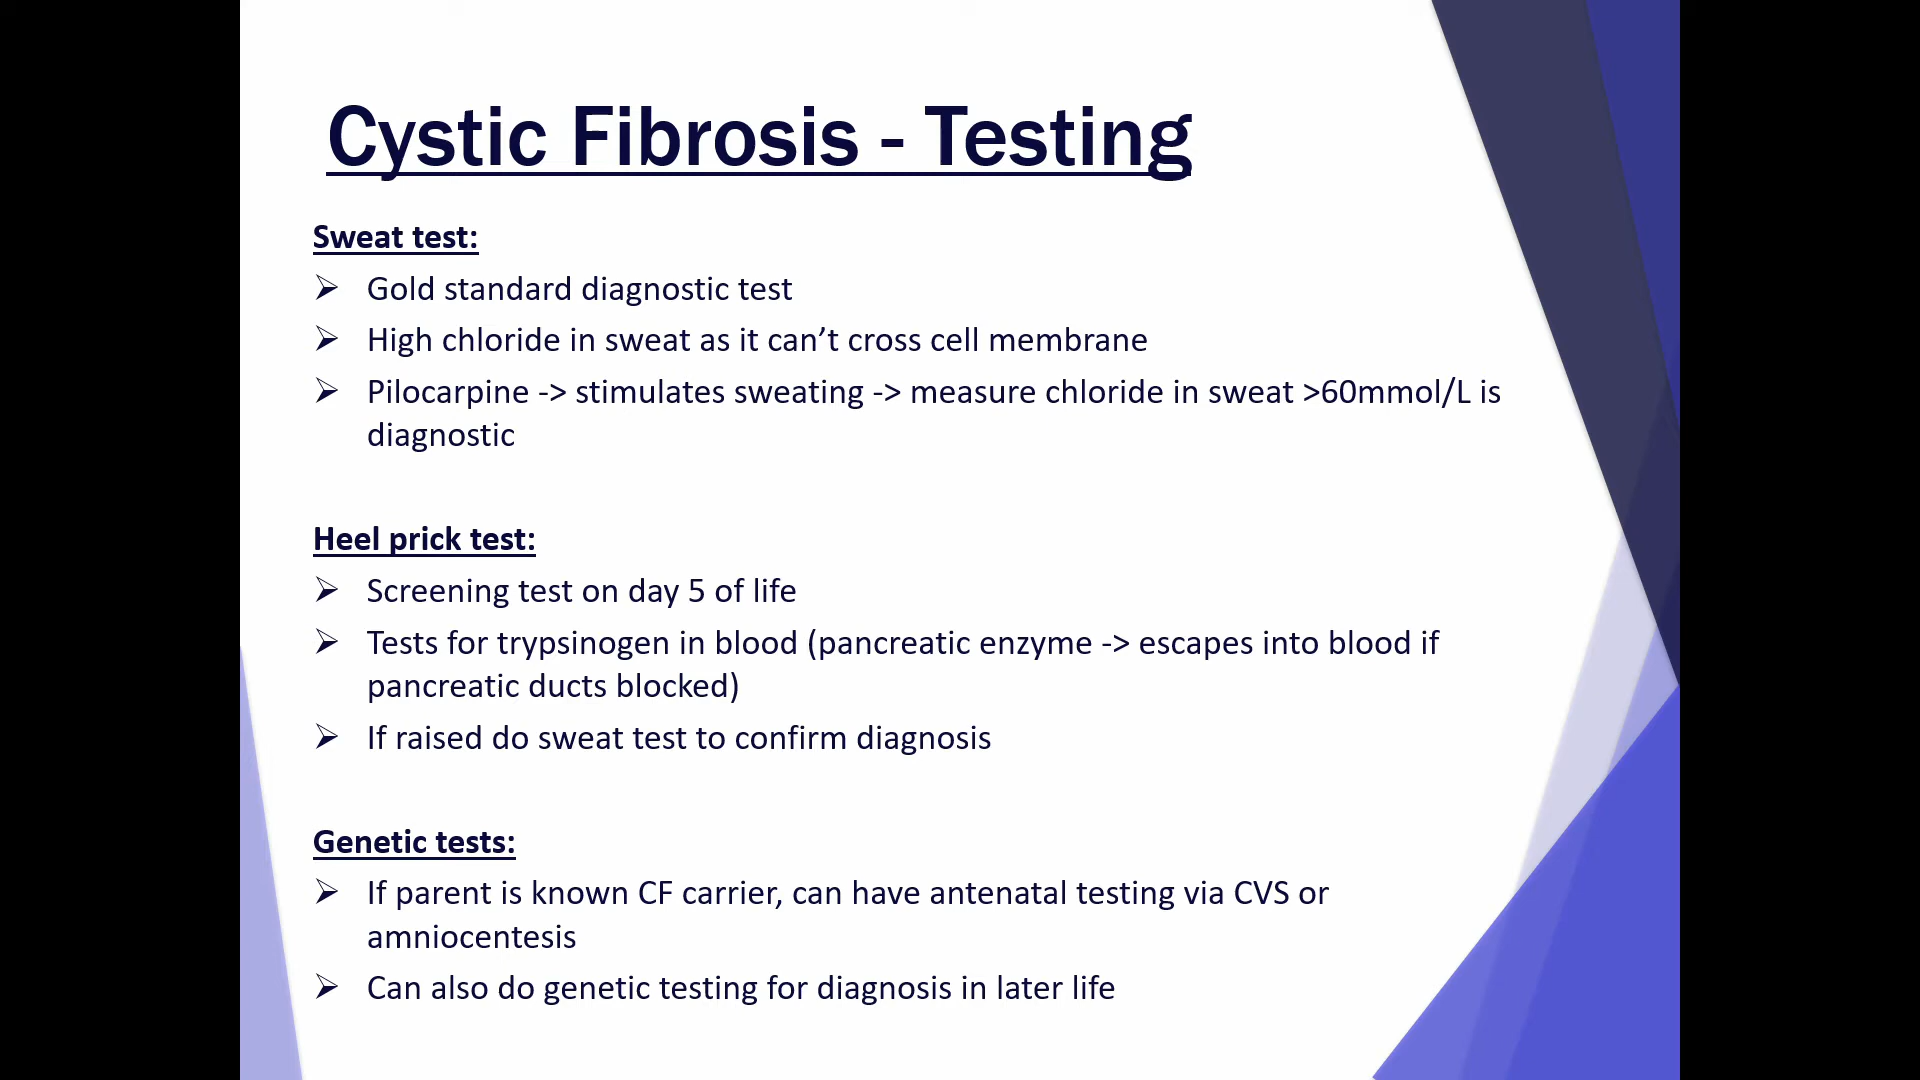 Cystic Fibrosis - Testing
Sweat test:
➢ Gold standard diagnostic test
➢ High chloride in sweat as it can’t cross cell membrane
➢ Pilocarpine -> stimulates sweating -> measure chloride in sweat >60mmol/L is
diagnostic
Heel prick test:
➢ Screening test on day 5 of life
➢ Tests for trypsinogen in blood (pancreatic enzyme -> escapes into blood if
pancreatic ducts blocked)
➢ If raised do sweat test to confirm diagnosis
Genetic tests:
➢ If parent is known CF carrier, can have antenatal testing via CVS or
amniocentesis
➢ Can also do genetic testing for diagnosis in later life